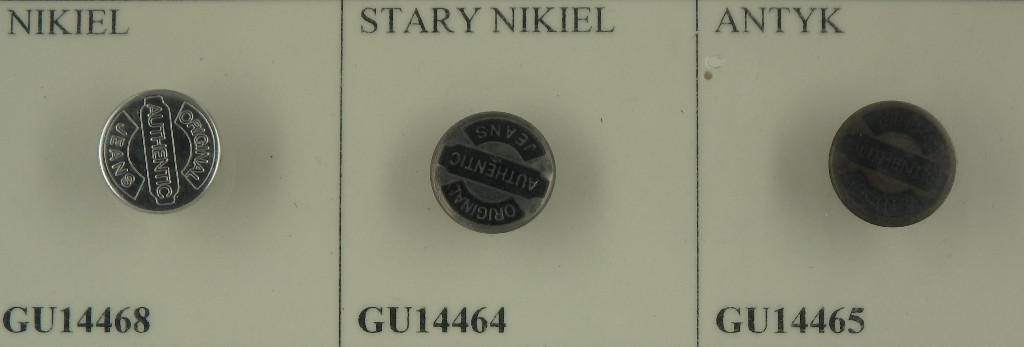 NIKIEL
STARY NIKIEL
ANTYK
ORIGINAL
AUTHENTIC
JEANS
JEANS
AUTHENTIC
ORIGINAL
GU14468
GU14464
GU14465